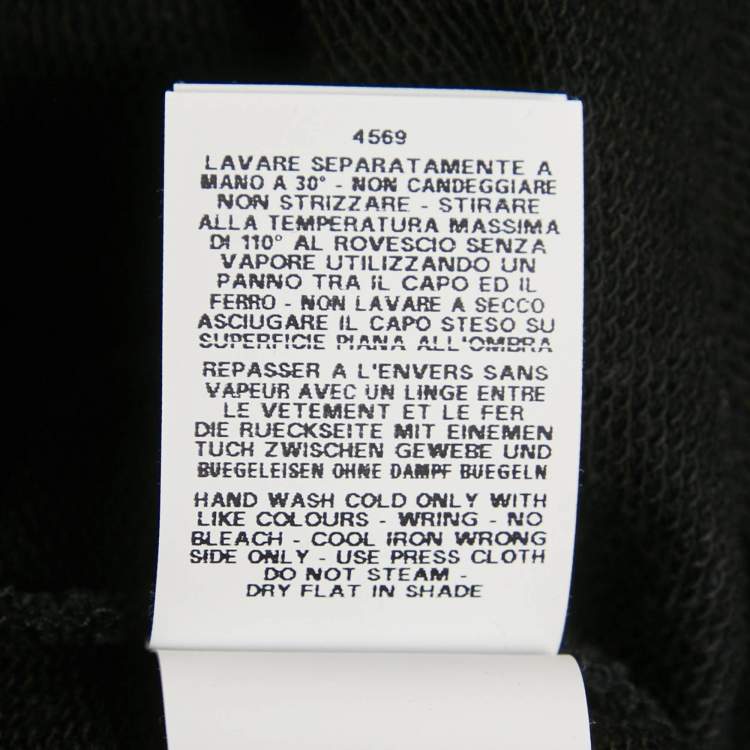 4569
LAVARE SEPARATAMENTE A
MANO A 30° - NON CANDEGGIARE
NON STRIZZARE - STIRARE
ALLA TEMPERATURA MASSIMA
DI 110° AL ROVESCIO SENZA
VAPORE UTILIZZANDO UN
PANNO TRA IL CAPO ED IL
FERRO - NON LAVARE A SECCO
ASCIUGARE IL CAPO STESO SU
SUPERFICIE PIANA ALL'OMBRA
REPASSER A L'ENVERS SANS
VAPEUR AVEC UN LINGE ENTRE
LE VETEMENT ET LE FER
DIE RUECKSEITE MIT EINEMEN
TUCH ZWISCHEN GEWEBE UND
BUEGELEISEN OHNE DAMPF BUEGELN
HAND WASH COLD ONLY WITH
LIKE COLOURS - WRING - NO
BLEACH - COOL IRON WRONG
SIDE ONLY - USE PRESS CLOTH
DO NOT STEAM -
DRY FLAT IN SHADE